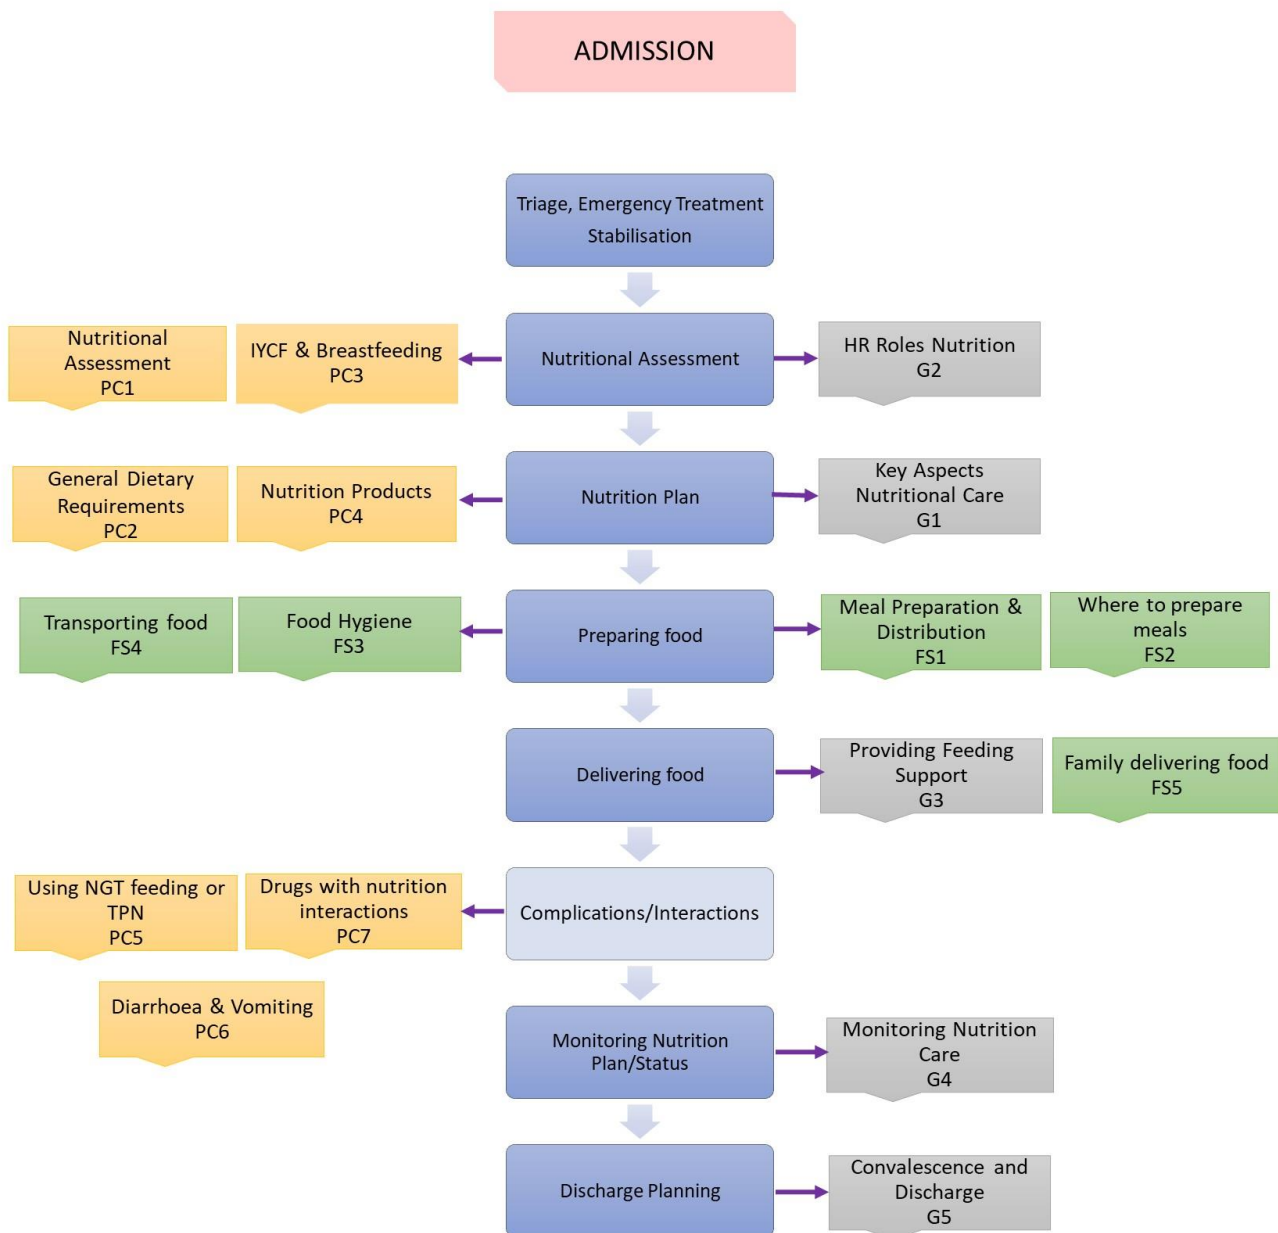 ADMISSION
Triage, Emergency Treatment
Stabilisation
Nutritional
Assessment
PC1
IYCF & Breastfeeding
PC3
Nutritional Assessment
HR Roles Nutrition
G2
General Dietary
Requirements
PC2
Nutrition Products
PC4
Nutrition Plan
Key Aspects
Nutritional Care
G1
Transporting food
FS4
Food Hygiene
FS3
Preparing food
Meal Preparation &
Distribution
FS1
Where to prepare
meals
FS2
Delivering food
Providing Feeding
Support
G3
Family delivering food
FS5
Using NGT feeding or
TPN
PC5
Drugs with nutrition
interactions
PC7
Complications/Interactions
Diarrhoea & Vomiting
PC6
Monitoring Nutrition
Plan/Status
Monitoring Nutrition
Care
G4
Discharge Planning
Convalescence and
Discharge
G5